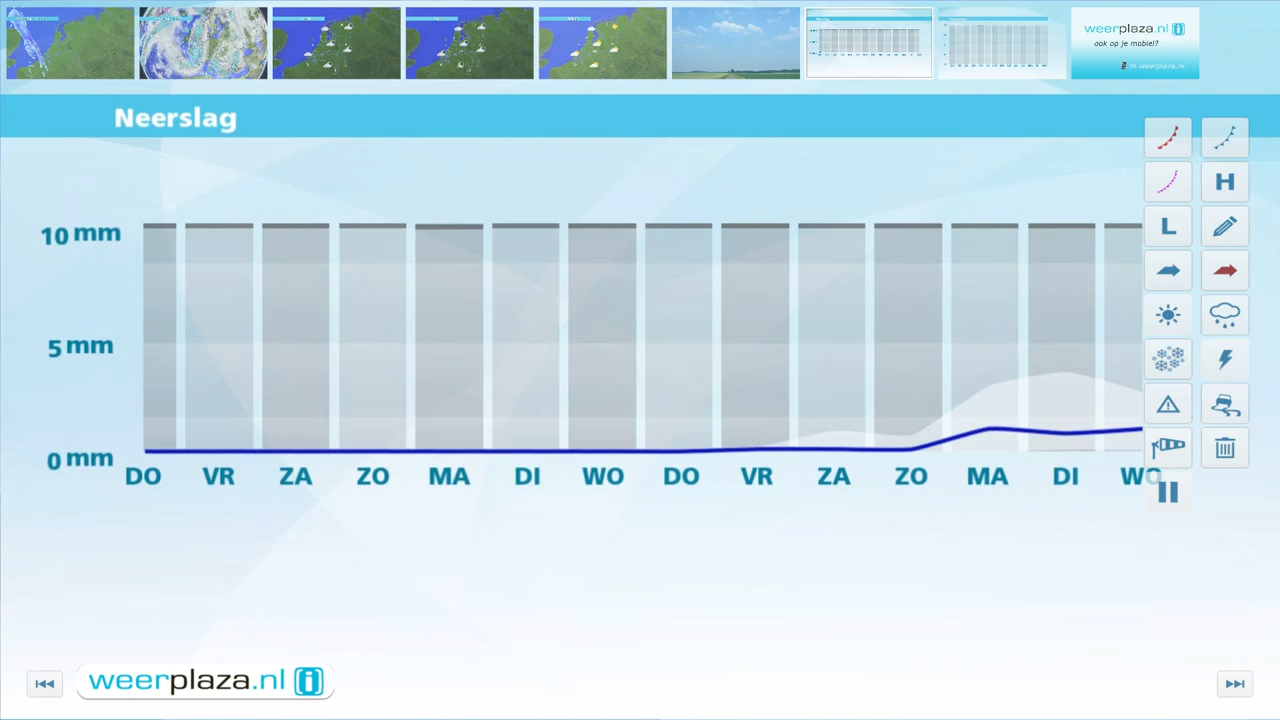 weerplaza.nl [i]
ook op je mobiel?
m.weerplaza.nl
Neerslag
10 mm
5 mm
0 mm
DO VR ZA ZO MA DI WO DO VR ZA ZO MA DI WO
H
L
weerplaza.nl [i]